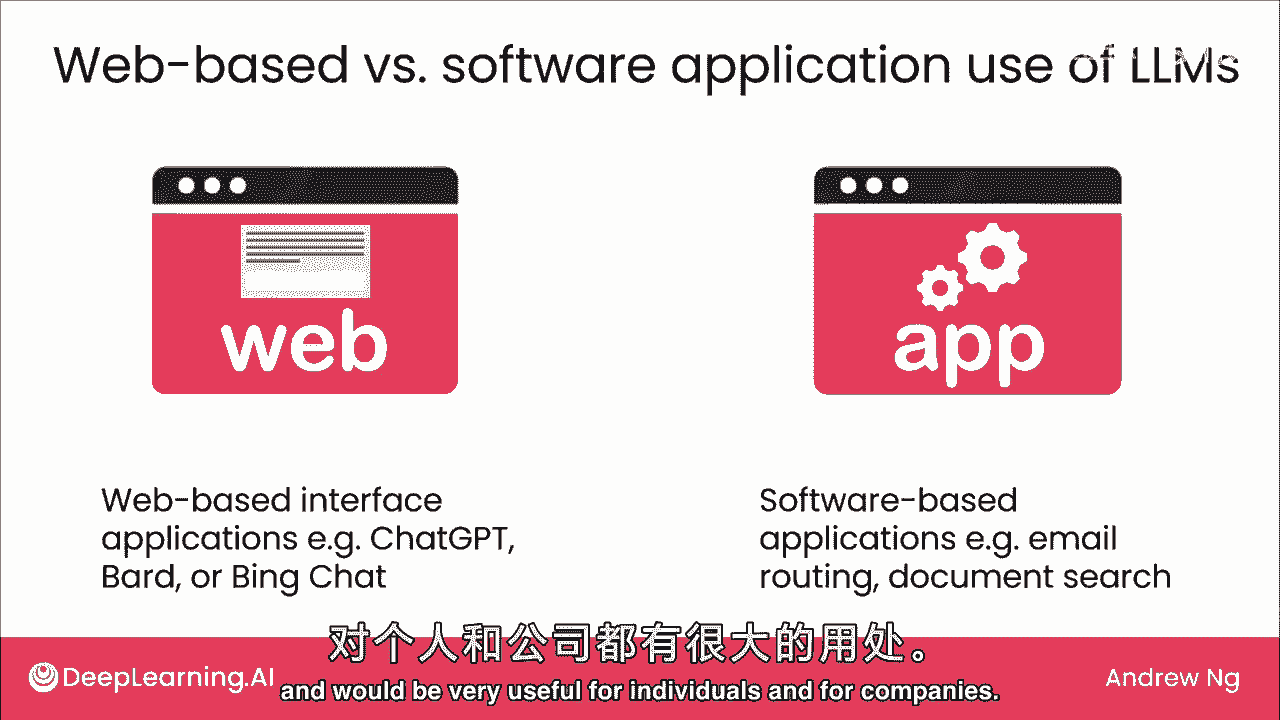 Web-based vs. software application use of LLMs
web
app
Web-based interface
applications e.g. ChatGPT,
Bard, or Bing Chat
Software-based
applications e.g. email
routing, document search
对个人和公司都有很大的用处。
DeepLearning.AI
and would be very useful for individuals and for companies.
Andrew Ng